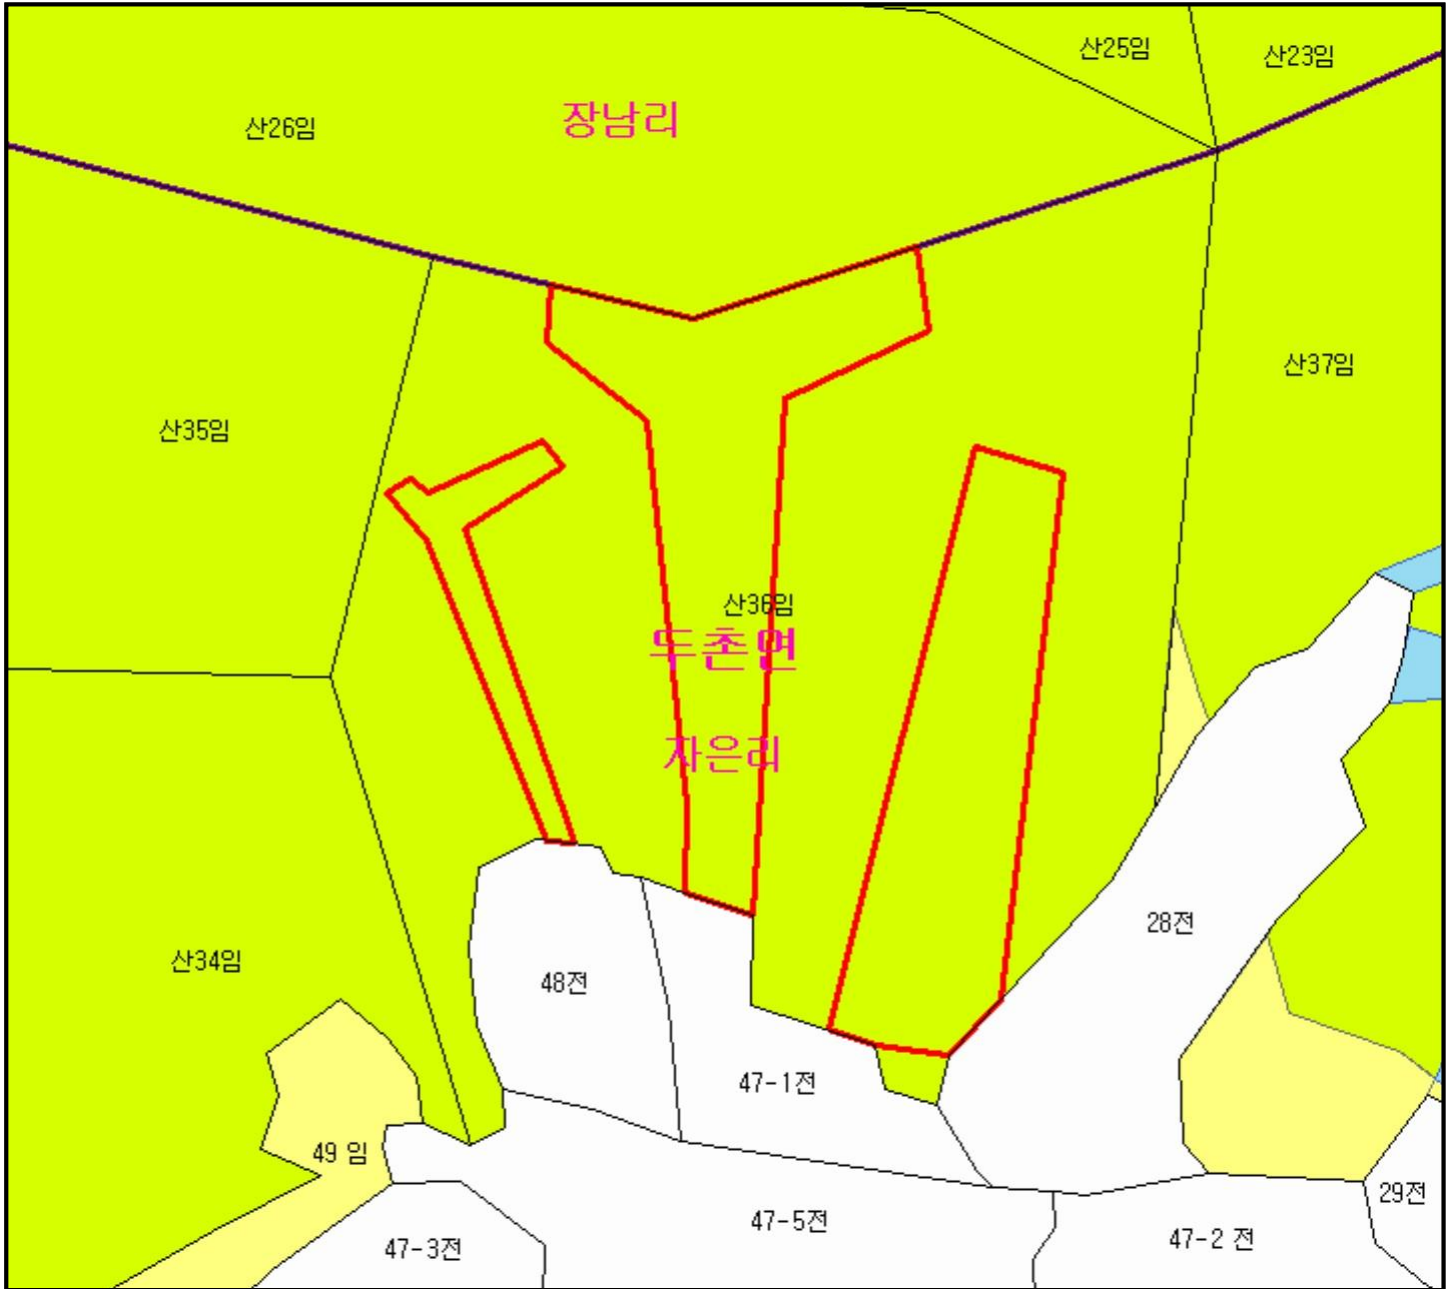 산25임
산23임
장남리
산26임
산37임
산35임
산36임
두촌면
자은리
28전
산34임
48전
47-1전
49 임
29전
47-5전
47-2 전
47-3전